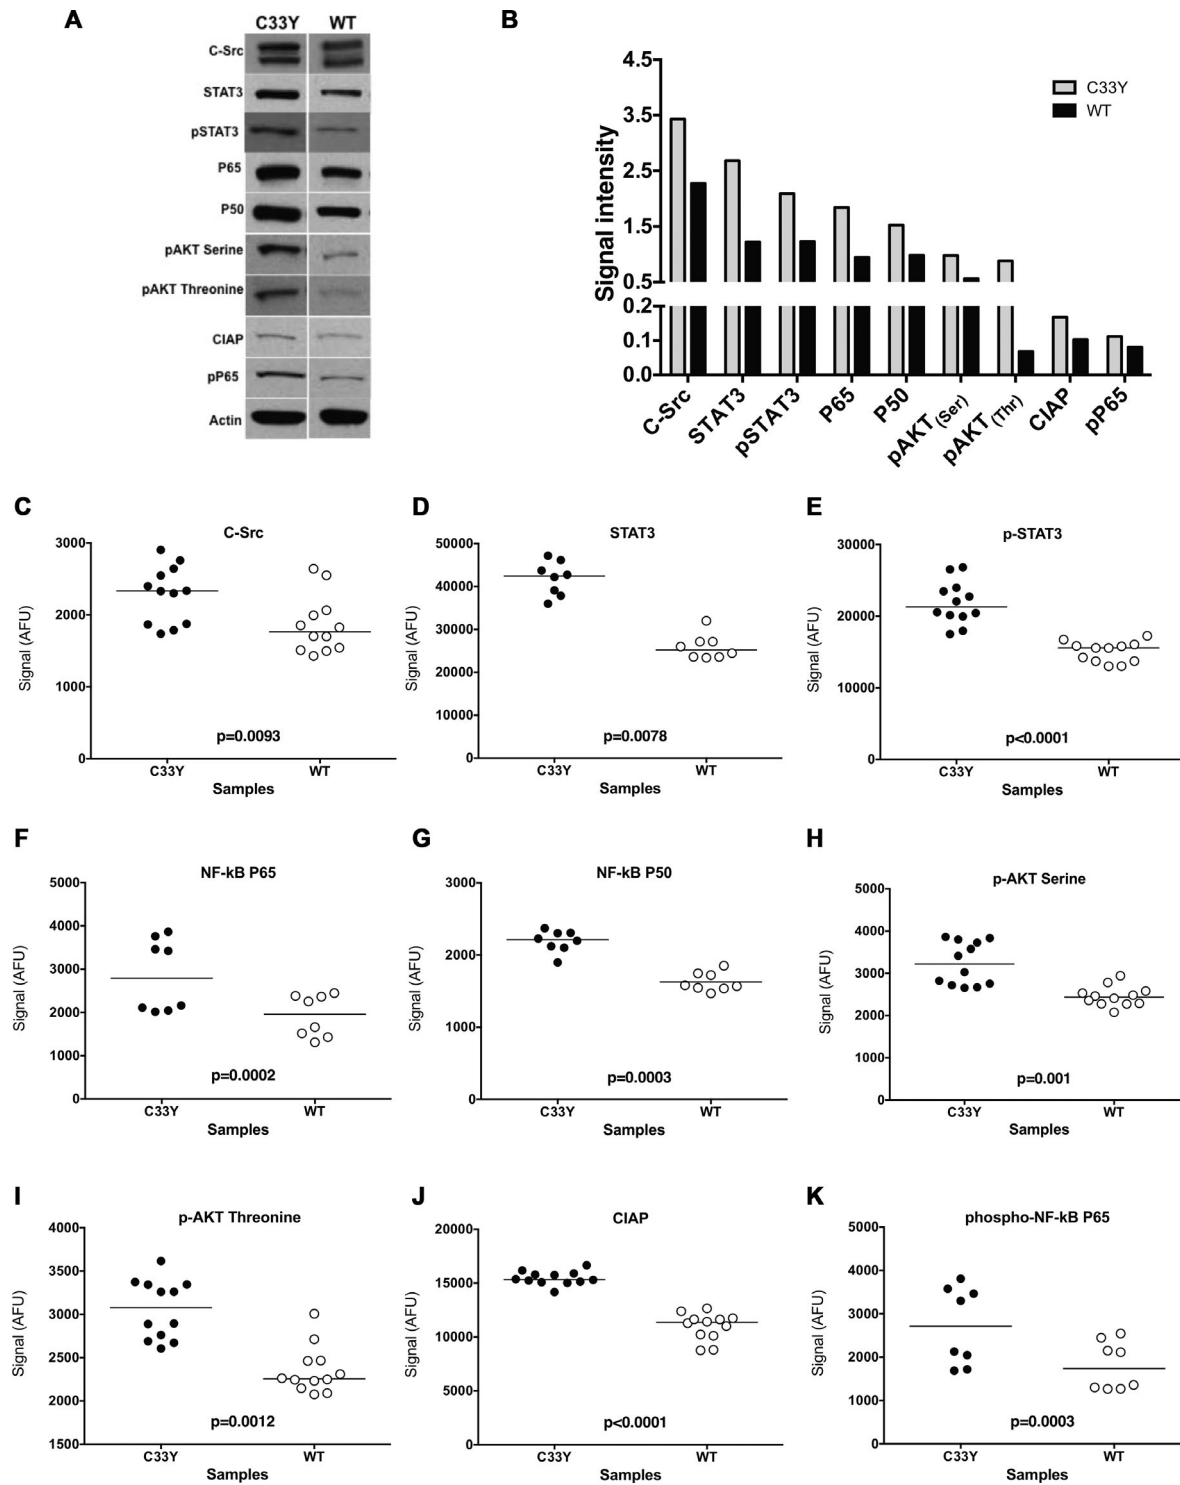 A
C33Y WT
C-Src
STAT3
pSTAT3
P65
P50
pAKT Serine
pAKT Threonine
CIAP
pP65
Actin
B
Signal intensity
4.5
3.5
2.5
1.5
0.5
0.2
0.1
0.0
C33Y
WT
C-Src
STAT3
pSTAT3
P65
P50
pAKT (Ser)
pAKT (Thr)
CIAP
pP65
C
C-Src
Signal (AFU)
3000
2000
1000
0
p=0.0093
C33Y WT
Samples
D
STAT3
Signal (AFU)
50000
40000
30000
20000
10000
0
p=0.0078
C33Y WT
Samples
E
p-STAT3
Signal (AFU)
30000
20000
10000
0
p<0.0001
C33Y WT
Samples
F
NF-kB P65
Signal (AFU)
5000
4000
3000
2000
1000
0
p=0.0002
C33Y WT
Samples
G
NF-kB P50
Signal (AFU)
3000
2000
1000
0
p=0.0003
C33Y WT
Samples
H
p-AKT Serine
Signal (AFU)
5000
4000
3000
2000
1000
0
p=0.001
C33Y WT
Samples
I
p-AKT Threonine
Signal (AFU)
4000
3500
3000
2500
2000
1500
p=0.0012
C33Y WT
Samples
J
CIAP
Signal (AFU)
20000
15000
10000
5000
0
p<0.0001
C33Y WT
Samples
K
phospho-NF-kB P65
Signal (AFU)
5000
4000
3000
2000
1000
0
p=0.0003
C33Y WT
Samples